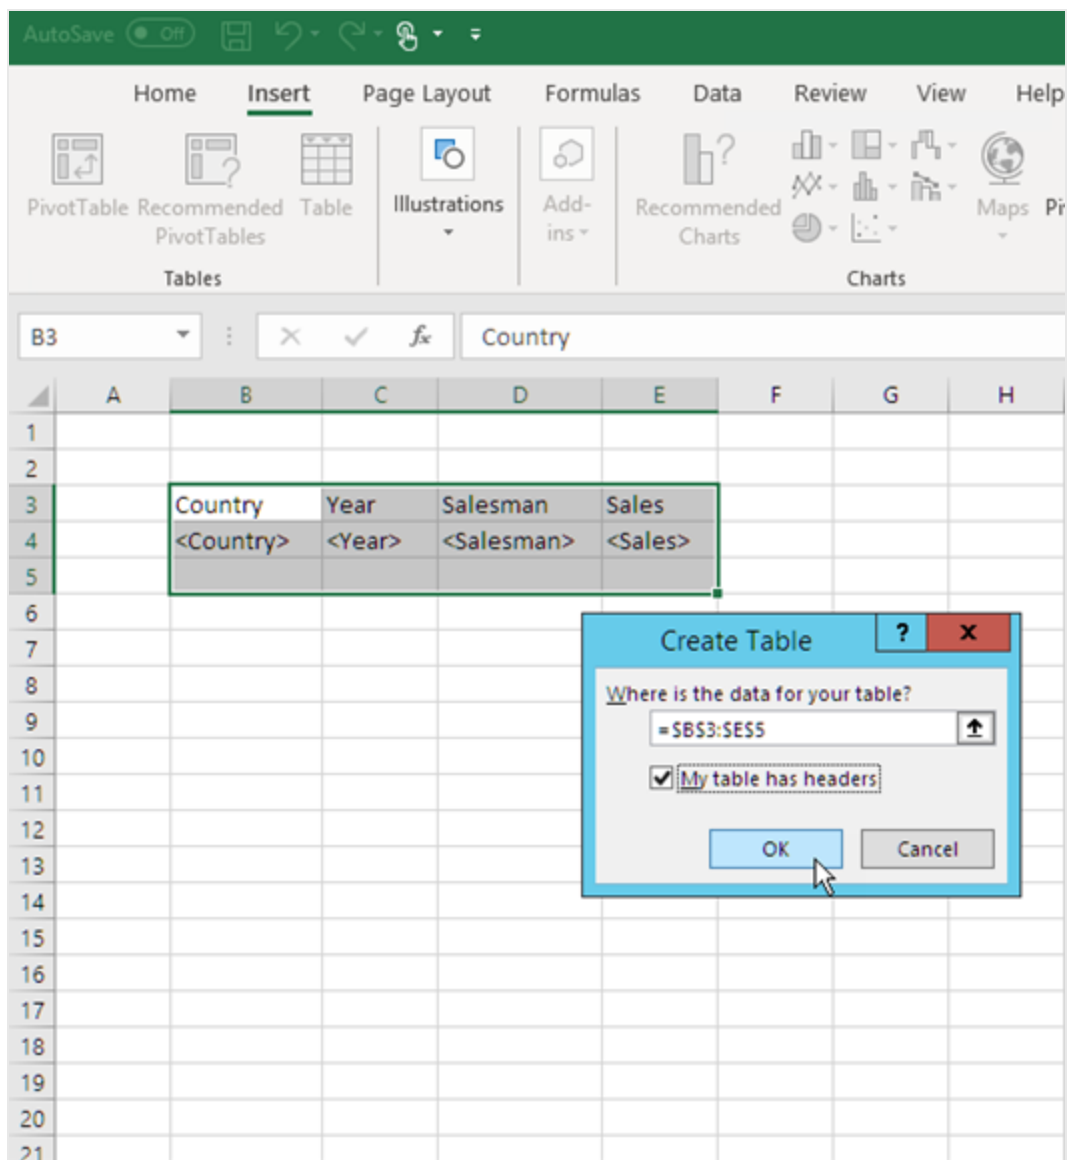 AutoSave Off
Home Insert Page Layout Formulas Data Review View Help
PivotTable Recommended PivotTables Table Illustrations Add-ins Recommended Charts Maps
Tables Charts
B3 fx Country
A B C D E F G H
1
2
3 Country Year Salesman Sales
4 <Country> <Year> <Salesman> <Sales>
5
6
7
8
9
10
11
12
13
14
15
16
17
18
19
20
21
Create Table ? x
Where is the data for your table?
=$B$3:$E$5
My table has headers
OK Cancel